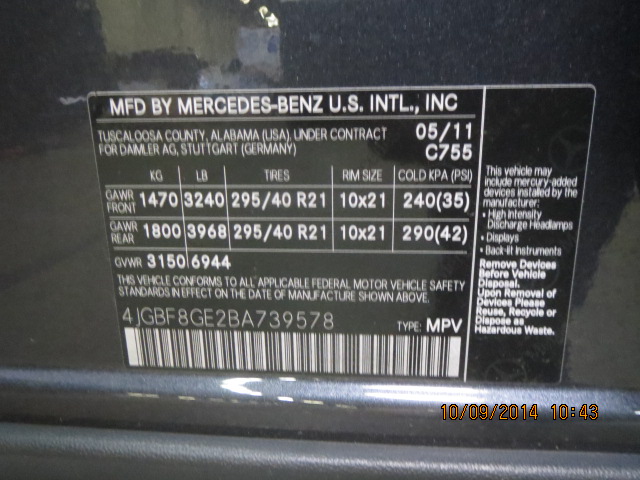 MFD BY MERCEDES-BENZ U.S. INTL., INC
TUSCALOOSA COUNTY, ALABAMA (USA), UNDER CONTRACT
FOR DAIMLER AG, STUTTGART (GERMANY)
05/11
C755
KG LB TIRES RIM SIZE COLD KPA (PSI)
GAWR FRONT 1470 3240 295/40 R21 10x21 240(35)
GAWR REAR 1800 3968 295/40 R21 10x21 290(42)
GVWR 3150 6944
THIS VEHICLE CONFORMS TO ALL APPLICABLE FEDERAL MOTOR VEHICLE SAFETY
STANDARDS IN EFFECT ON THE DATE OF MANUFACTURE SHOWN ABOVE.
4JGBF8GE2BA739578
TYPE: MPV
This vehicle may
include mercury-added
devices installed by the
manufacturer:
• High Intensity
Discharge Headlamps
• Displays
• Back-lit Instruments
Remove Devices
Before Vehicle
Disposal.
Upon Removal of
Devices Please
Reuse, Recycle or
Dispose as
Hazardous Waste.
10/09/2014 10:43